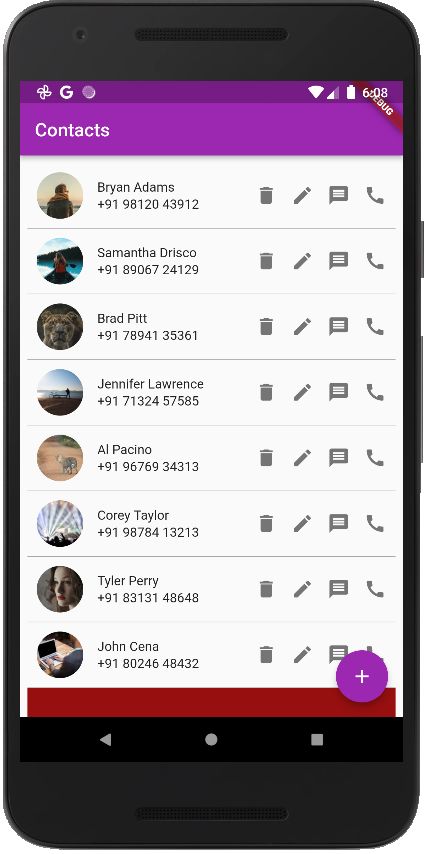 6:08
DEBUG
Contacts
Bryan Adams
+91 98120 43912
Samantha Drisco
+91 89067 24129
Brad Pitt
+91 78941 35361
Jennifer Lawrence
+91 71324 57585
Al Pacino
+91 96769 34313
Corey Taylor
+91 98784 13213
Tyler Perry
+91 83131 48648
John Cena
+91 80246 48432